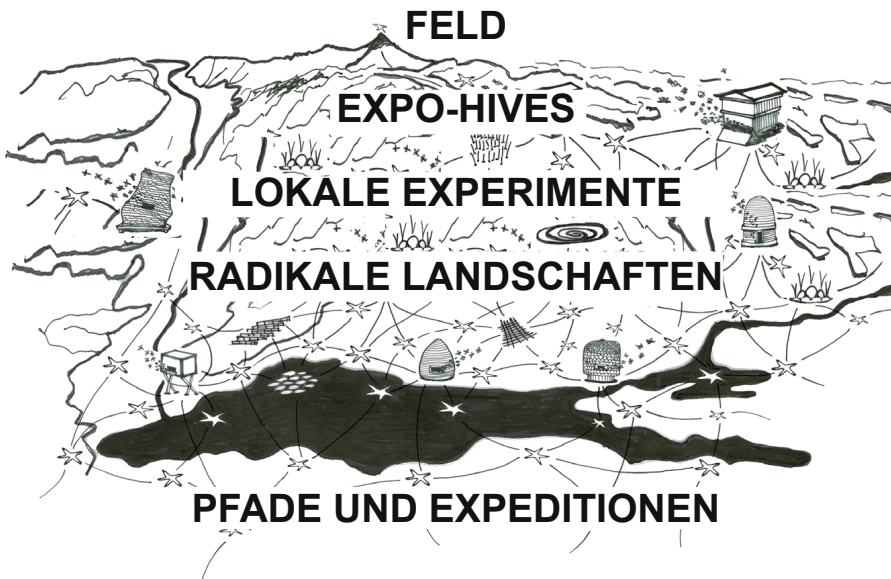 FELD
EXPO-HIVES
LOKALE EXPERIMENTE
RADIKALE LANDSCHAFTEN
PFADE UND EXPEDITIONEN